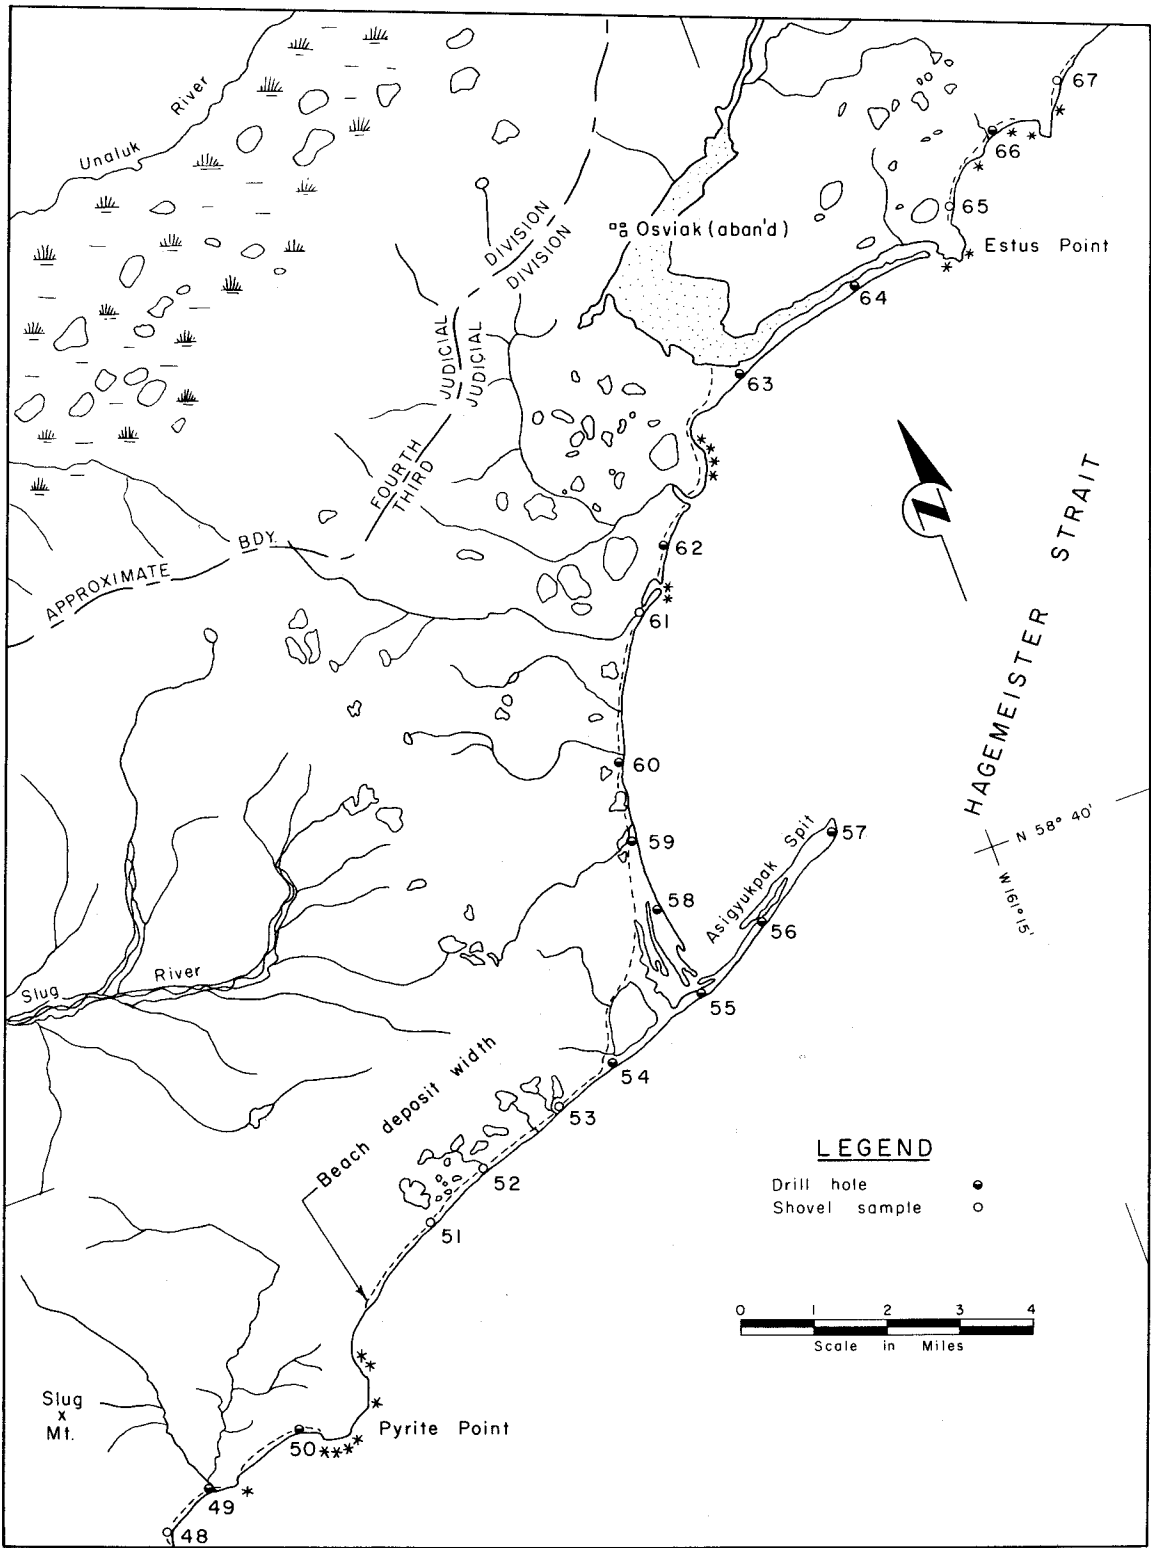 67
66
65
Unaluk River
DIVISION
DIVISION
Osviak (aban'd)
Estus Point
64
JUDICIAL
JUDICIAL
63
FOURTH
THIRD
HAGEMEISTER STRAIT
BDY.
APPROXIMATE
62
61
60
59
58
57
Asigyukpak Spit
56
55
N 58° 40'
W 161° 15'
Slug River
54
Beach deposit width
53
52
51
LEGEND
Drill hole
Shovel sample
0 1 2 3 4
Scale in Miles
Slug
x
Mt.
Pyrite Point
50
49
48